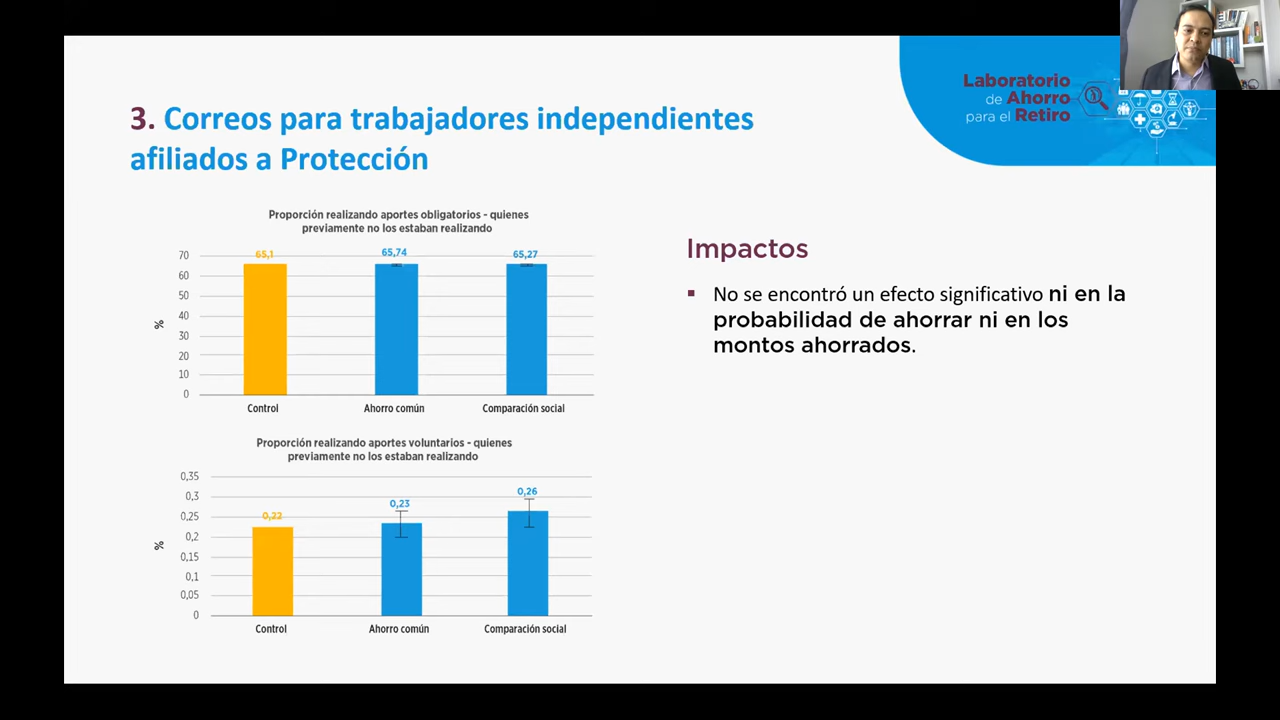 Laboratorio
de Ahorro
para el Retiro
3. Correos para trabajadores independientes
afiliados a Protección
Proporción realizando aportes obligatorios - quienes
previamente no los estaban realizando
65,1
65,74
65,27
70
60
50
40
30
20
10
0
%
Control
Ahorro común
Comparación social
Proporción realizando aportes voluntarios - quienes
previamente no los estaban realizando
0,35
0,3
0,25
0,2
0,15
0,1
0,05
0
%
0,22
0,23
0,26
Control
Ahorro común
Comparación social
Impactos
No se encontró un efecto significativo ni en la
probabilidad de ahorrar ni en los
montos ahorrados.